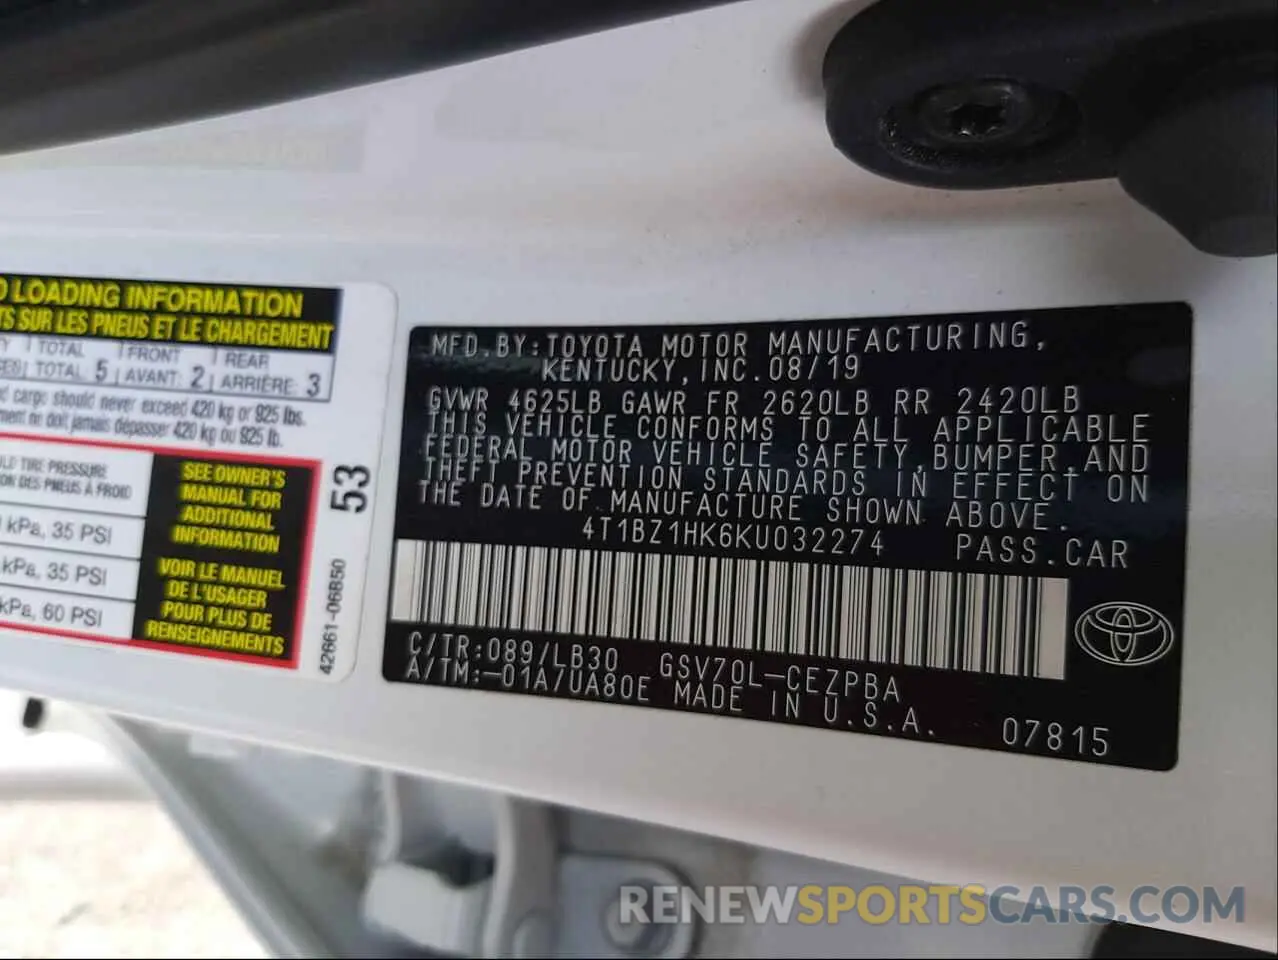 LOADING INFORMATION
TS SUR LES PNEUS ET LE CHARGEMENT
TOTAL FRONT REAR
TOTAL 5 AVANT: 2 ARRIÈRE: 3
cargo should never exceed 420 kg or 925 lbs.
ne doit jamais dépasser 420 kg ou 925 lb.
TIRE PRESSURE
DES PNEUS À FROID
kPa, 35 PSI
kPa, 35 PSI
kPa, 60 PSI
SEE OWNER'S
MANUAL FOR
ADDITIONAL
INFORMATION
VOIR LE MANUEL
DE L'USAGER
POUR PLUS DE
RENSEIGNEMENTS
53
42661-06B50
MFD.BY:TOYOTA MOTOR MANUFACTURING,
KENTUCKY,INC.08/19
GVWR 4625LB GAWR FR 2620LB RR 2420LB
THIS VEHICLE CONFORMS TO ALL APPLICABLE
FEDERAL MOTOR VEHICLE SAFETY,BUMPER,AND
THEFT PREVENTION STANDARDS IN EFFECT ON
THE DATE OF MANUFACTURE SHOWN ABOVE.
4T1BZ1HK6KU032274 PASS.CAR
C/TR:089/LB30 GSV70L-CEZPBA
A/TM:-01A/UA80E MADE IN U.S.A.
07815
RENEWSPORTSCARS.COM